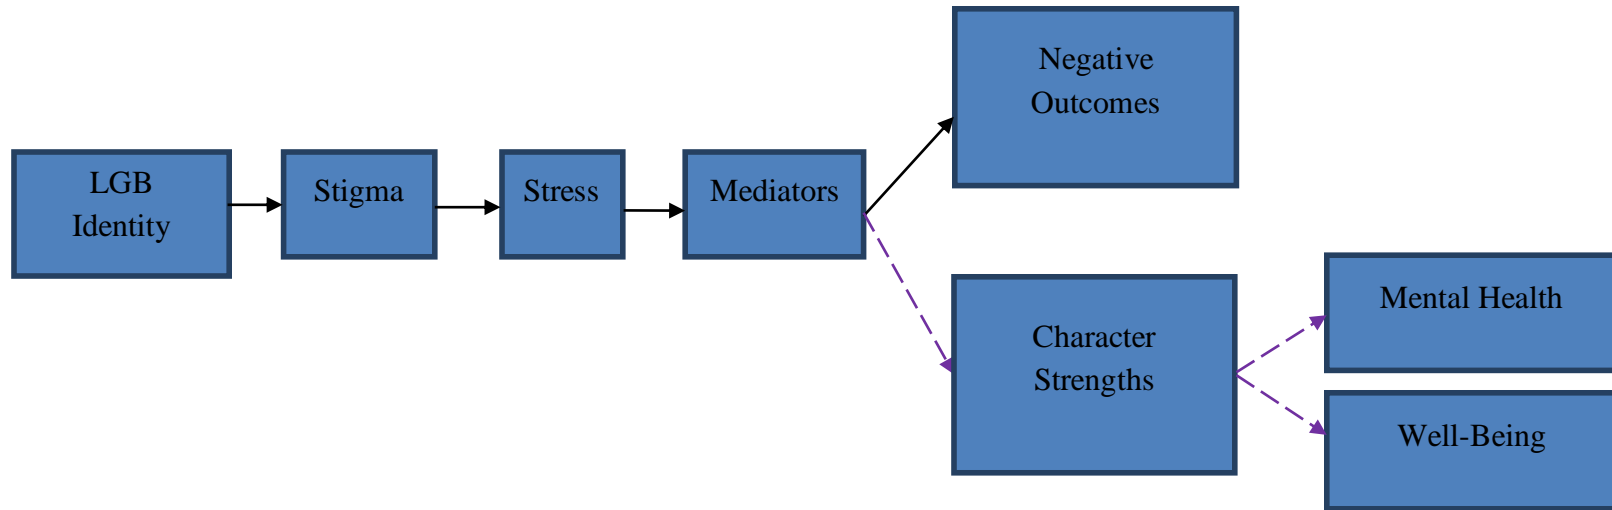 LGB
Identity
Stigma
Stress
Mediators
Negative
Outcomes
Character
Strengths
Mental Health
Well-Being